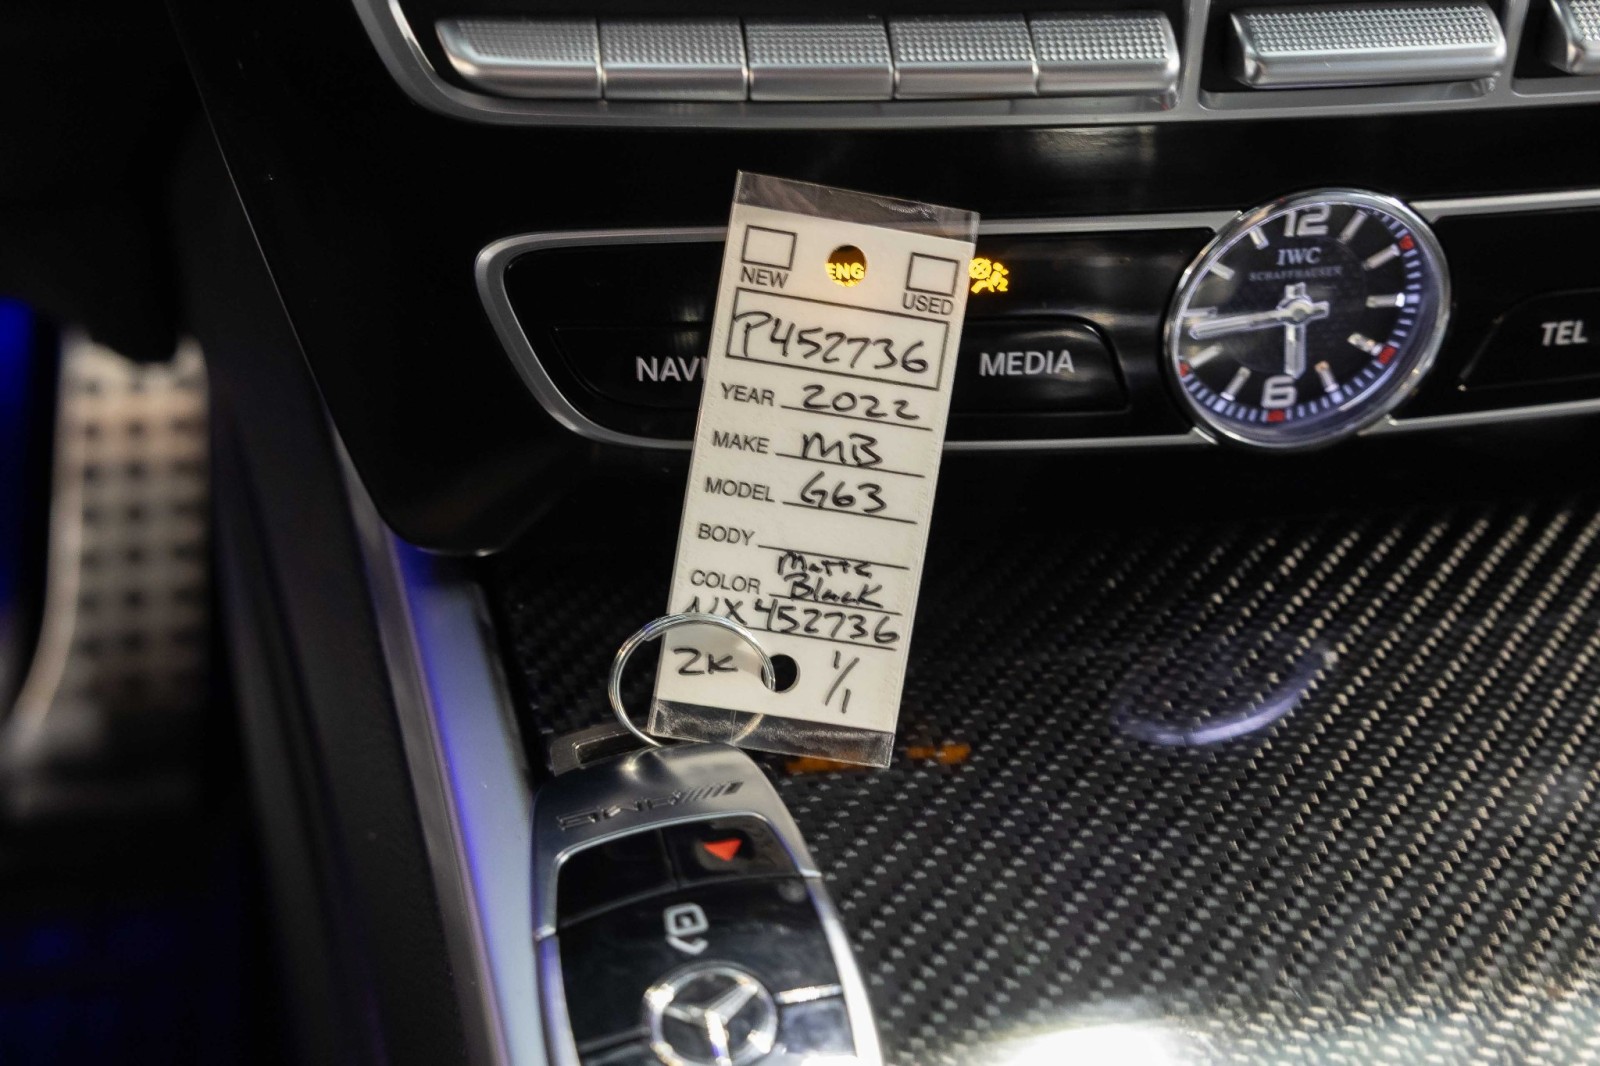 NEW
ENG
USED
P452736
YEAR 2022
MAKE MB
MODEL G63
BODY
COLOR Matte Black
NX452736
2K 1/1
NAVI
MEDIA
TEL
12
IWC
SCHAFFHAUSEN
6
AMG